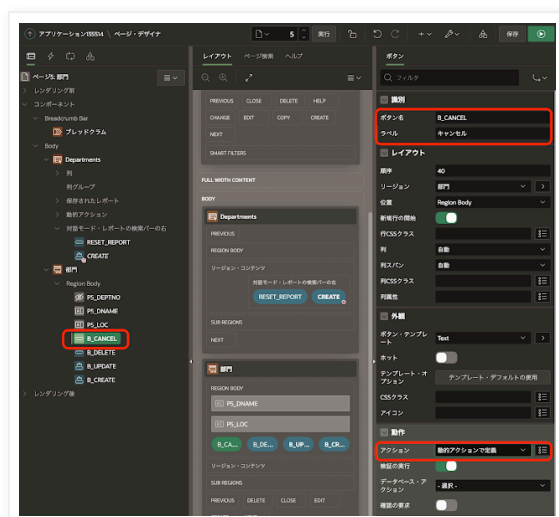 アプリケーション155514 \ ページ・デザイナ
5
実行
保存
ページ5: 部門
レンダリング前
コンポーネント
Breadcrumb Bar
ブレッドクラム
Body
Departments
列
列グループ
保存されたレポート
動的アクション
対話モード・レポートの検索バーの右
RESET_REPORT
CREATE
部門
Region Body
P5_DEPTNO
P5_DNAME
P5_LOC
B_CANCEL
B_DELETE
B_UPDATE
B_CREATE
レンダリング後
レイアウト ページ検索 ヘルプ
PREVIOUS CLOSE DELETE HELP
CHANGE EDIT COPY CREATE
NEXT
SMART FILTERS
FULL WIDTH CONTENT
BODY
Departments
PREVIOUS
REGION BODY
リージョン・コンテンツ
対話モード・レポートの検索バーの右
RESET_REPORT CREATE
SUB REGIONS
NEXT
部門
REGION BODY
P5_DNAME
P5_LOC
B_CA... B_DE... B_UP... B_CR...
リージョン・コンテンツ
SUB REGIONS
PREVIOUS DELETE CLOSE EDIT
ボタン
フィルタ
識別
ボタン名 B_CANCEL
ラベル キャンセル
レイアウト
順序 40
リージョン 部門
位置 Region Body
新規行の開始
行CSSクラス
列 自動
列スパン 自動
列CSSクラス
列属性
外観
ボタン・テンプレート Text
ホット
テンプレート・オプション テンプレート・デフォルトの使用
CSSクラス
アイコン
動作
アクション 動的アクションで定義
検証の実行
データベース・アクション - 選択 -
確認の要求